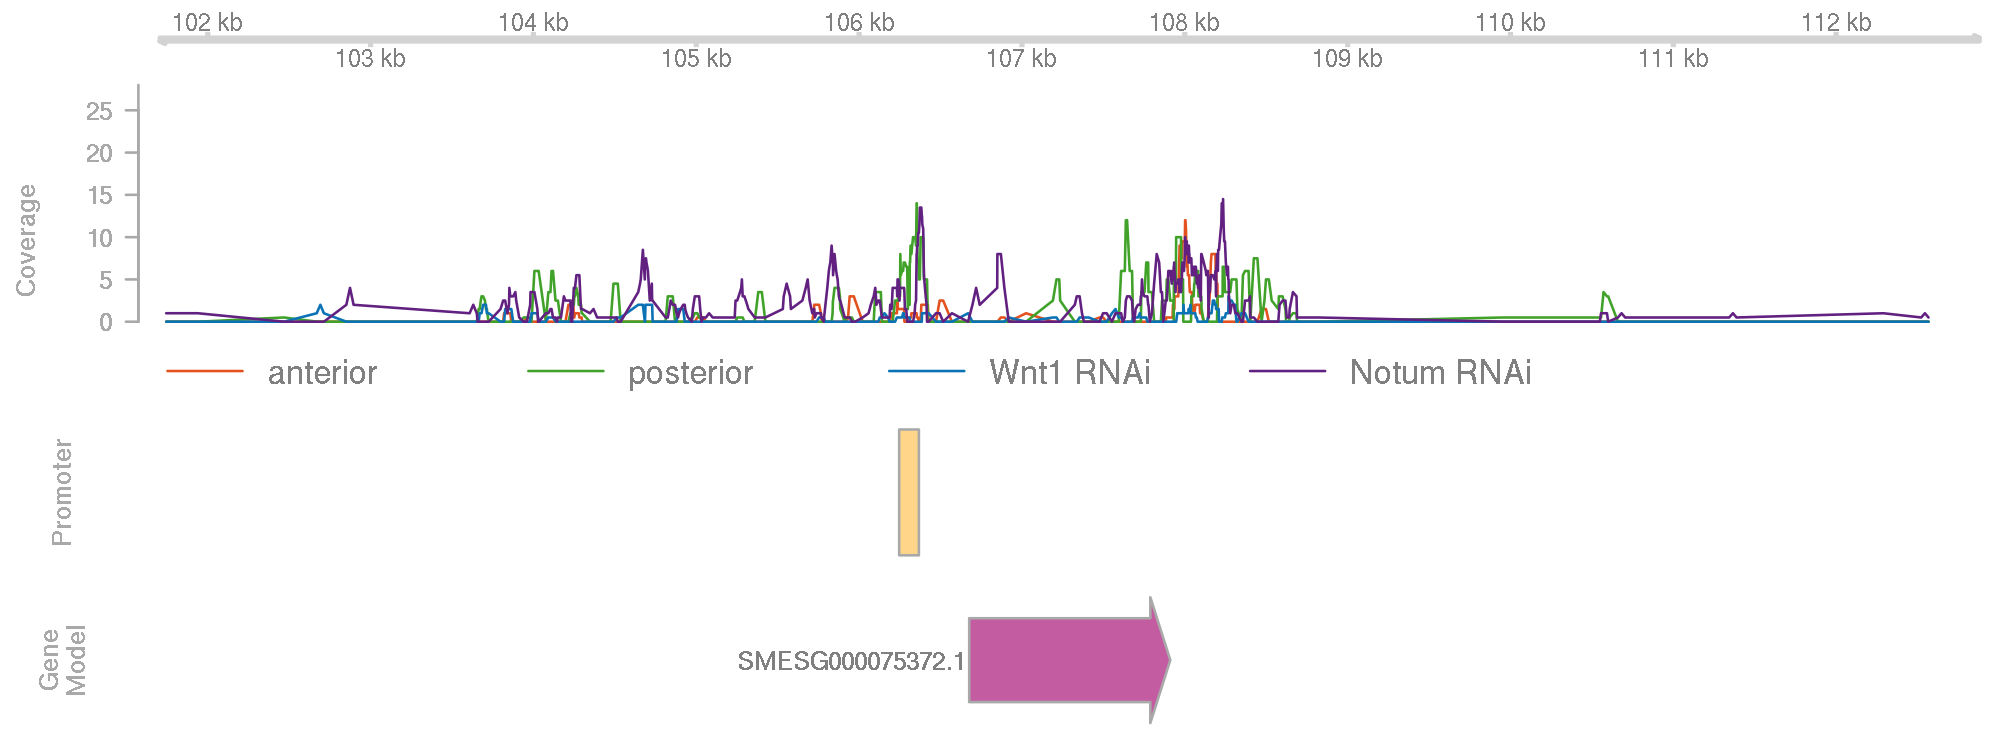 102 kb 104 kb 106 kb 108 kb 110 kb 112 kb
103 kb 105 kb 107 kb 109 kb 111 kb
Coverage
25
20
15
10
5
0
anterior posterior Wnt1 RNAi Notum RNAi
Promoter
Gene
Model
SMESG000075372.1